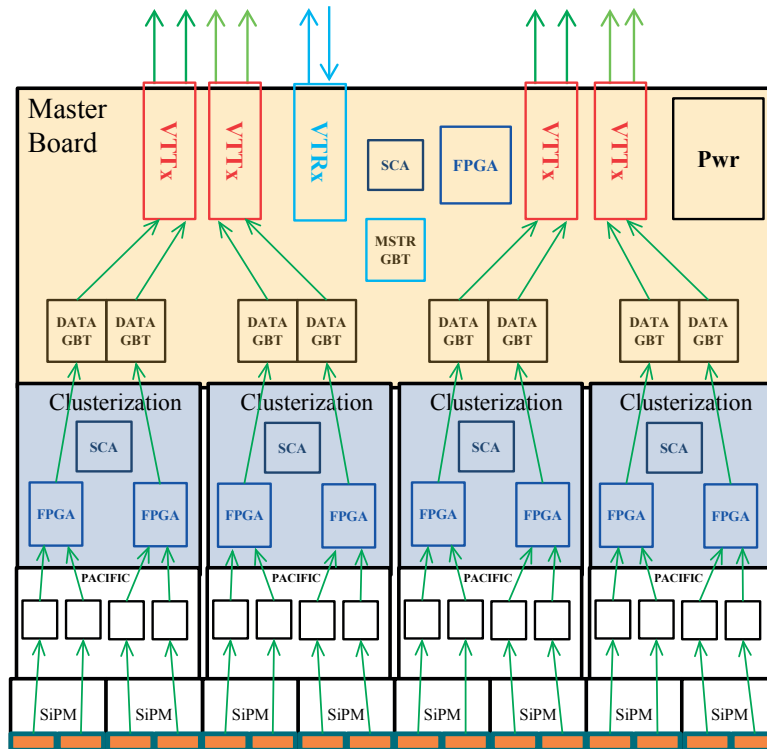 Master
Board
VTTx
VTTx
VTRx
VTTx
VTTx
SCA
FPGA
Pwr
MSTR
GBT
DATA
GBT
DATA
GBT
DATA
GBT
DATA
GBT
DATA
GBT
DATA
GBT
DATA
GBT
DATA
GBT
Clusterization
Clusterization
Clusterization
Clusterization
SCA
SCA
SCA
SCA
FPGA
FPGA
FPGA
FPGA
FPGA
FPGA
FPGA
FPGA
PACIFIC
PACIFIC
PACIFIC
PACIFIC
SiPM
SiPM
SiPM
SiPM
SiPM
SiPM
SiPM
SiPM